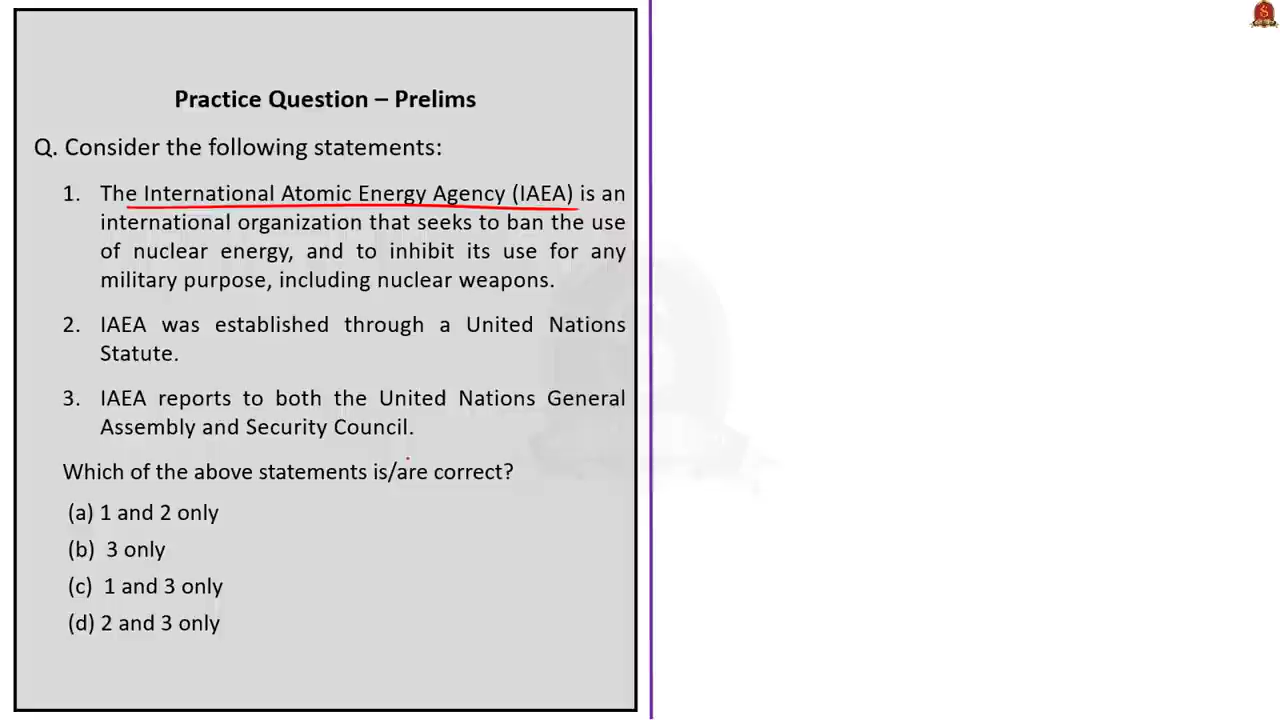 Practice Question – Prelims
Q. Consider the following statements:
1. The International Atomic Energy Agency (IAEA) is an
international organization that seeks to ban the use
of nuclear energy, and to inhibit its use for any
military purpose, including nuclear weapons.
2. IAEA was established through a United Nations
Statute.
3. IAEA reports to both the United Nations General
Assembly and Security Council.
Which of the above statements is/are correct?
(a) 1 and 2 only
(b) 3 only
(c) 1 and 3 only
(d) 2 and 3 only